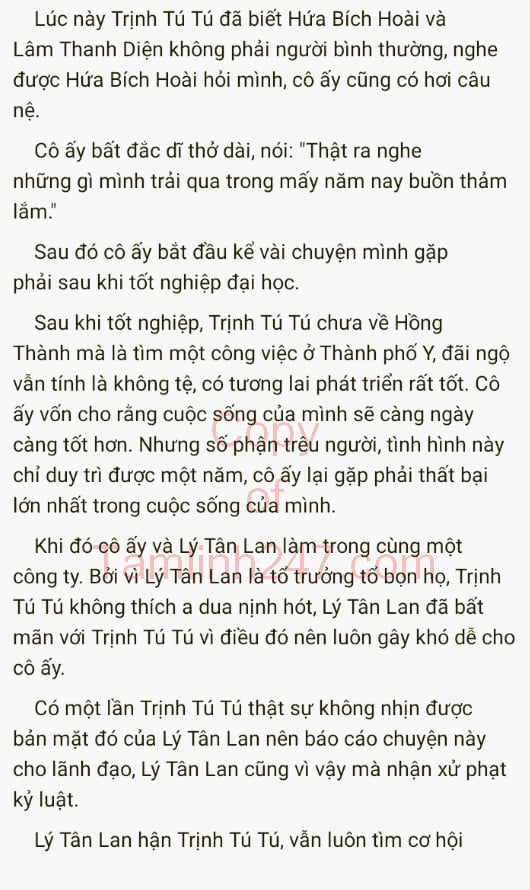 Lúc này Trịnh Tú Tú đã biết Hứa Bích Hoài và
Lâm Thanh Diện không phải người bình thường, nghe
được Hứa Bích Hoài hỏi mình, cô ấy cũng có hơi câu
nệ.
Cô ấy bất đắc dĩ thở dài, nói: "Thật ra nghe
những gì mình trải qua trong mấy năm nay buồn thảm
lắm."
Sau đó cô ấy bắt đầu kể vài chuyện mình gặp
phải sau khi tốt nghiệp đại học.
Sau khi tốt nghiệp, Trịnh Tú Tú chưa về Hồng
Thành mà là tìm một công việc ở Thành phố Y, đãi ngộ
vẫn tính là không tệ, có tương lai phát triển rất tốt. Cô
ấy vốn cho rằng cuộc sống của mình sẽ càng ngày
càng tốt hơn. Nhưng số phận trêu người, tình hình này
chỉ duy trì được một năm, cô ấy lại gặp phải thất bại
lớn nhất trong cuộc sống của mình.
Khi đó cô ấy và Lý Tân Lan làm trong cùng một
công ty. Bởi vì Lý Tân Lan là tổ trưởng tổ bọn họ, Trịnh
Tú Tú không thích a dua nịnh hót, Lý Tân Lan đã bất
mãn với Trịnh Tú Tú vì điều đó nên luôn gây khó dễ cho
cô ấy.
Có một lần Trịnh Tú Tú thật sự không nhịn được
bản mặt đó của Lý Tân Lan nên báo cáo chuyện này
cho lãnh đạo, Lý Tân Lan cũng vì vậy mà nhận xử phạt
kỷ luật.
Lý Tân Lan hận Trịnh Tú Tú, vẫn luôn tìm cơ hội
Copy
of
Tamlinh247.com